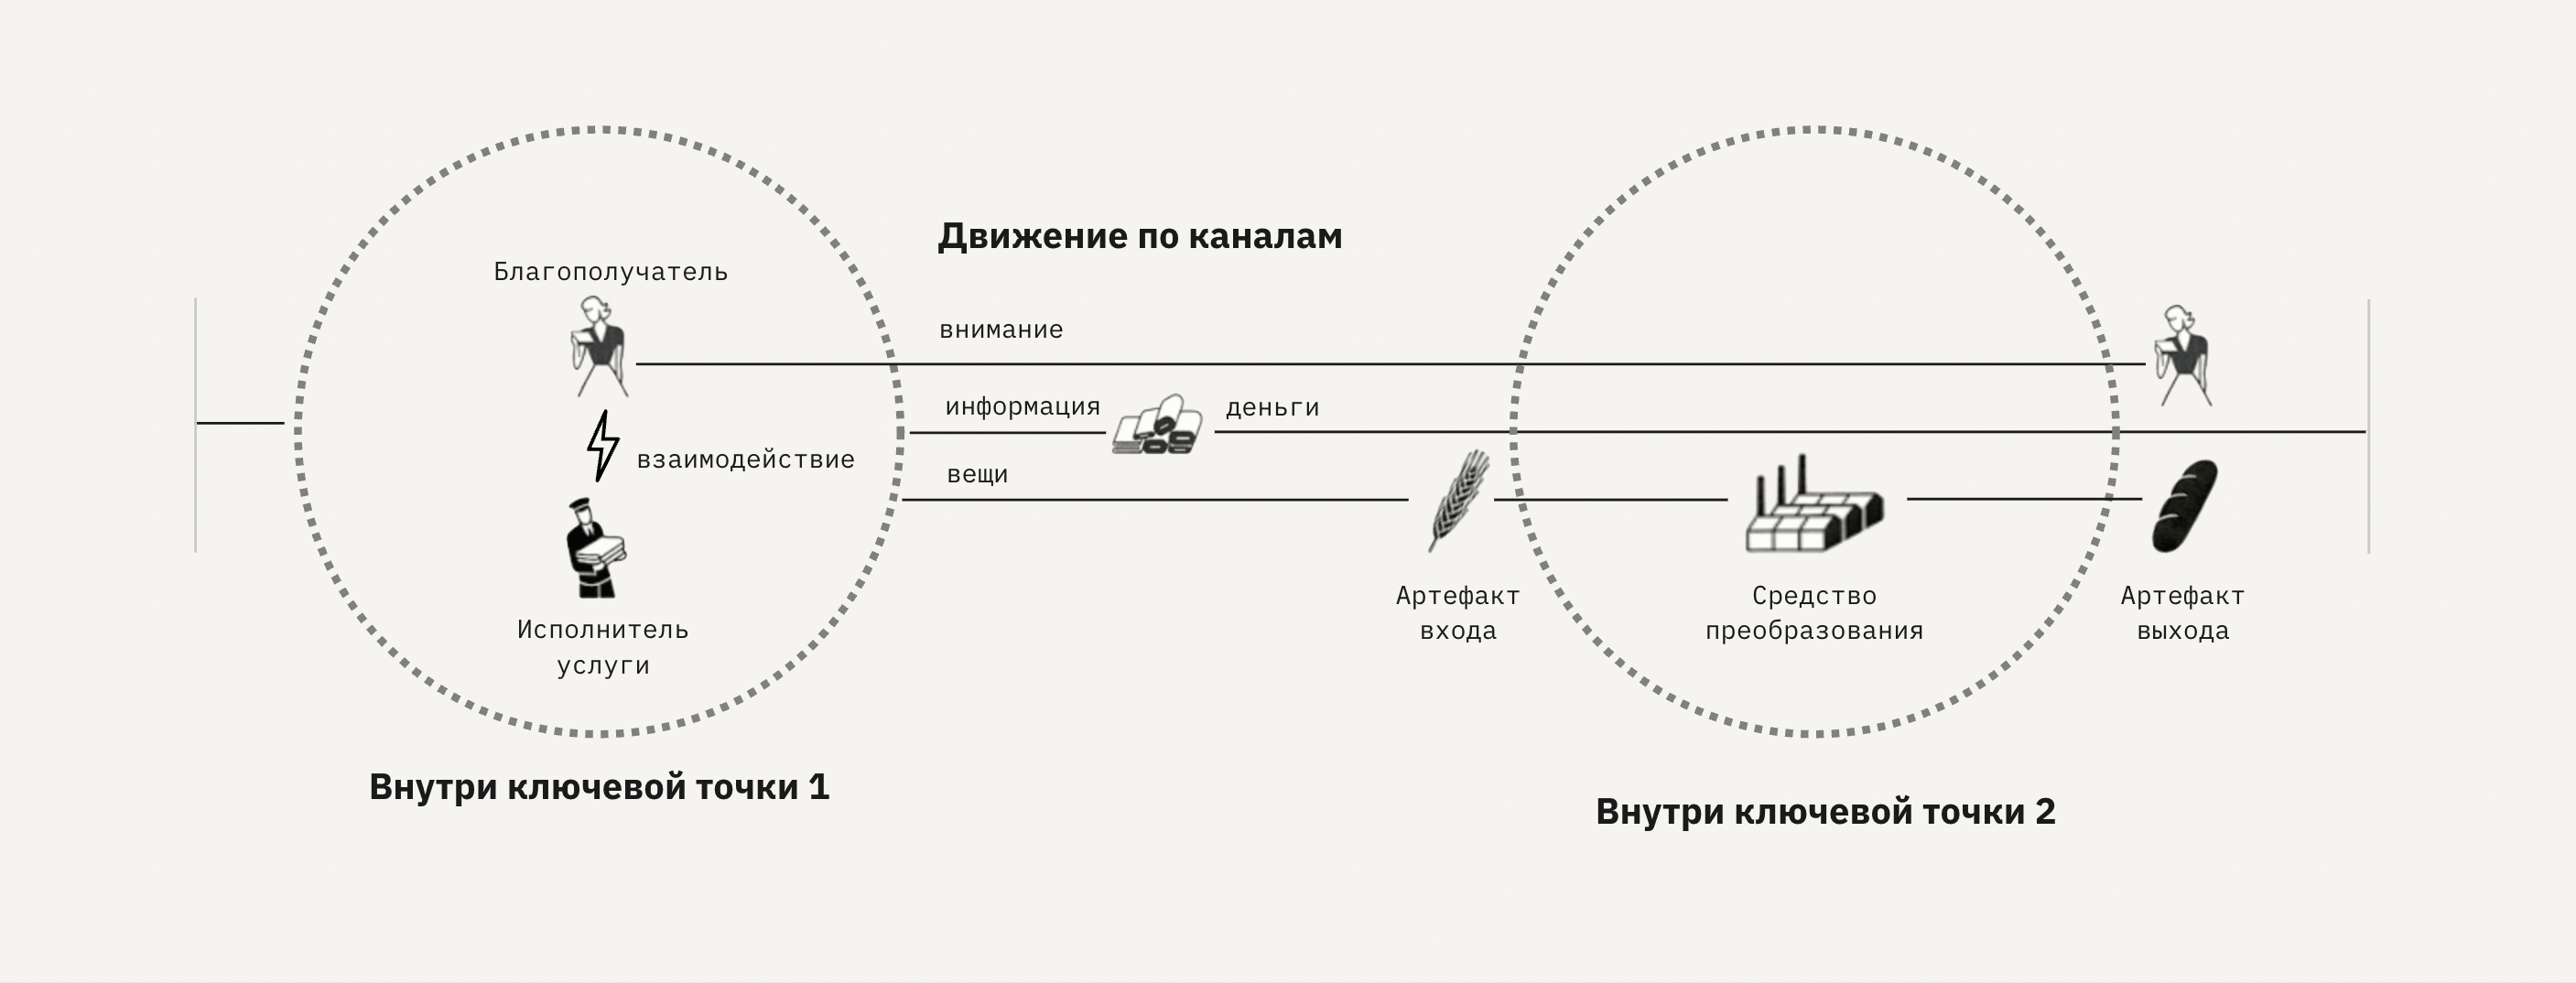 Движение по каналам
Благополучатель
внимание
информация
деньги
взаимодействие
вещи
Исполнитель
услуги
Артефакт
входа
Средство
преобразования
Артефакт
выхода
Внутри ключевой точки 1
Внутри ключевой точки 2